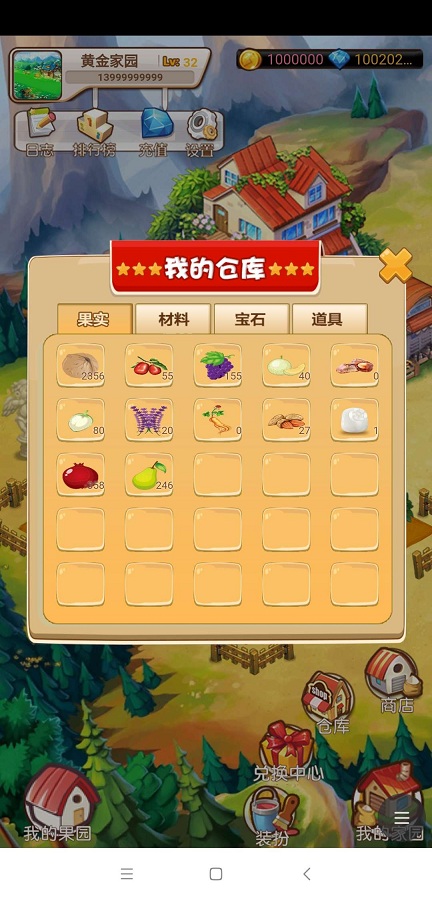 黄金家园 Lv: 32
13999999999
1000000 100202...
日志 排行榜 充值 设置
★★★我的仓库★★★
果实 材料 宝石 道具
2856 55 155 40 0
80 20 0 27 1
246
shop
仓库 商店
兑换中心
我的果园 装扮 我的家园